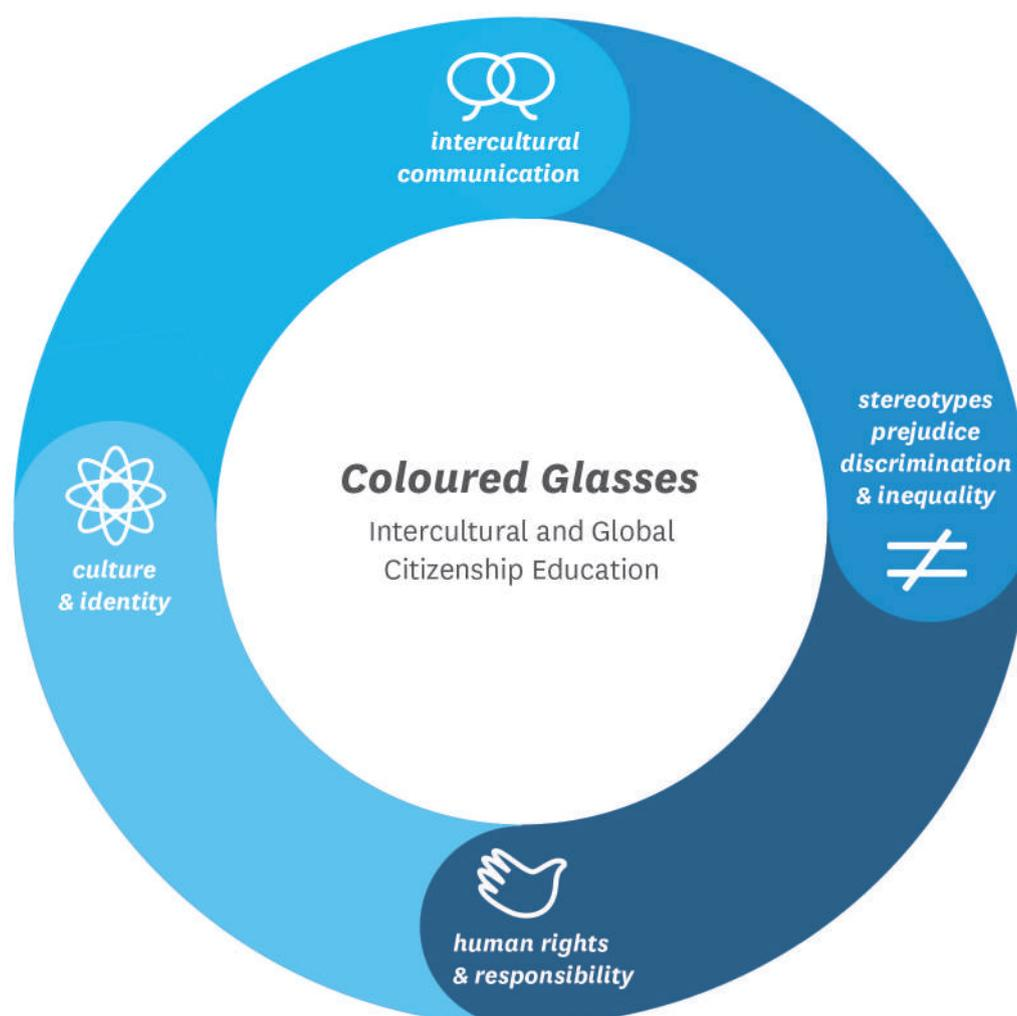 intercultural
communication
stereotypes
prejudice
discrimination
& inequality
Coloured Glasses
Intercultural and Global
Citizenship Education
culture
& identity
human rights
& responsibility